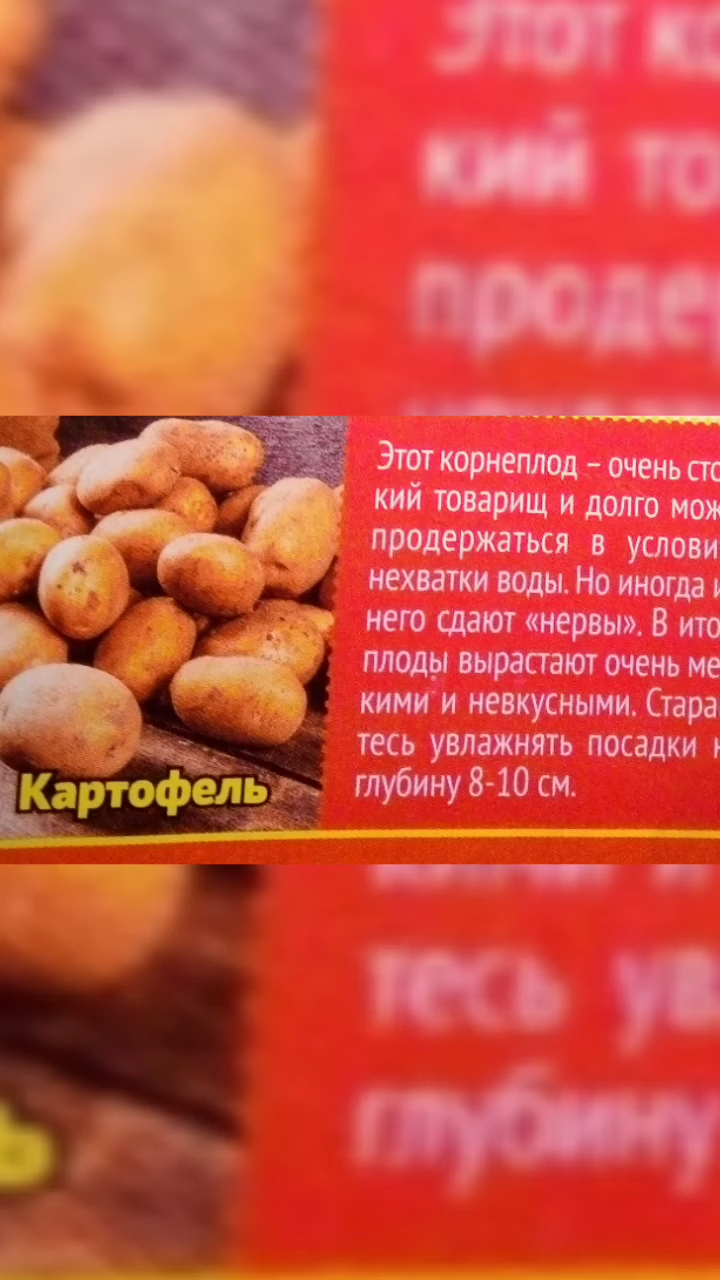 Этот корнеплод – очень сто
кий товарищ и долго мож
продержаться в услови
нехватки воды. Но иногда и
него сдают «нервы». В ито
плоды вырастают очень ме
кими и невкусными. Стара
тесь увлажнять посадки н
глубину 8-10 см.
Картофель